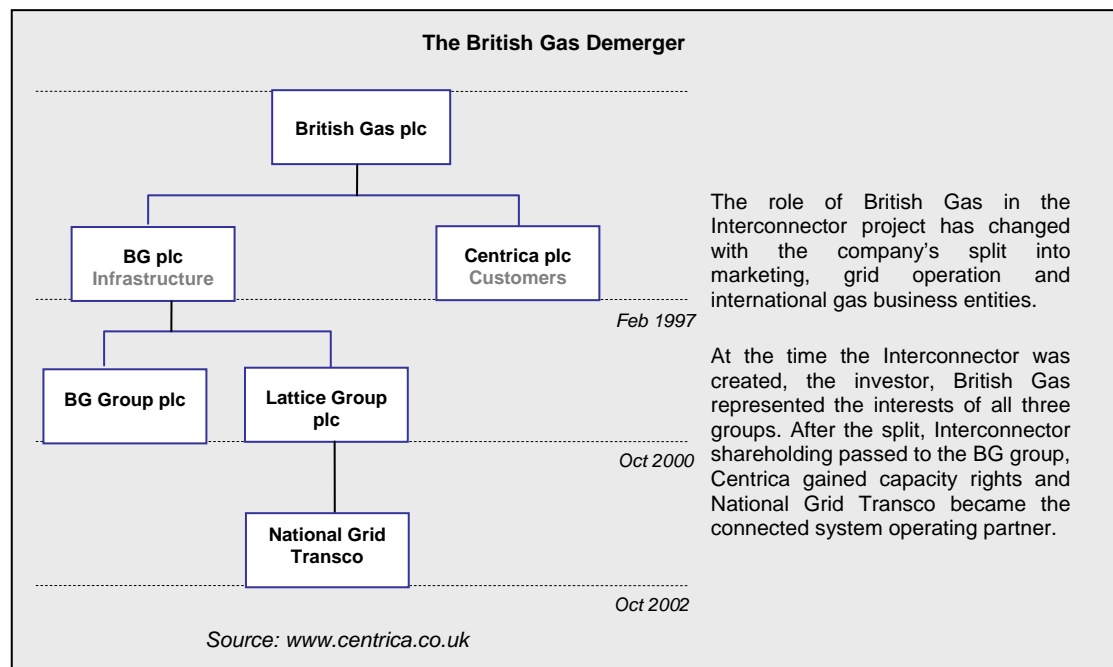 The British Gas Demerger
British Gas plc
BG plc
Infrastructure
Centrica plc
Customers
Feb 1997
BG Group plc
Lattice Group
plc
Oct 2000
National Grid
Transco
Oct 2002
Source: www.centrica.co.uk
The role of British Gas in the
Interconnector project has changed
with the company's split into
marketing, grid operation and
international gas business entities.
At the time the Interconnector was
created, the investor, British Gas
represented the interests of all three
groups. After the split, Interconnector
shareholding passed to the BG group,
Centrica gained capacity rights and
National Grid Transco became the
connected system operating partner.